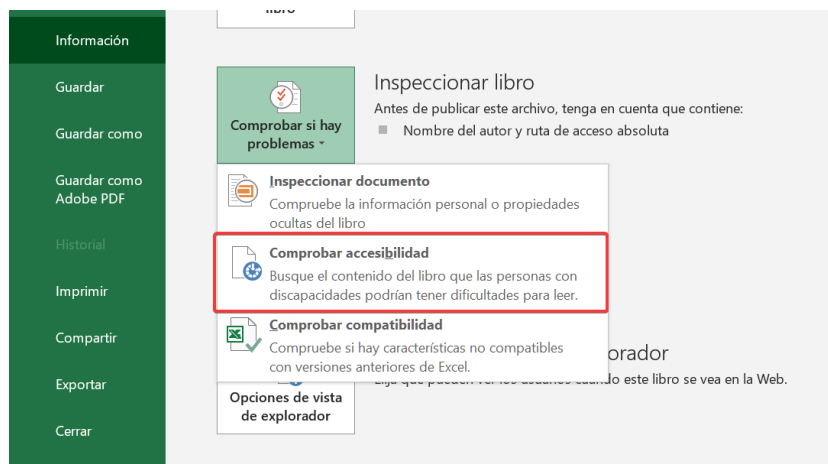 Información
Guardar
Guardar como
Guardar como
Adobe PDF
Historial
Imprimir
Compartir
Exportar
Cerrar
libro
Comprobar si hay
problemas
Inspeccionar libro
Antes de publicar este archivo, tenga en cuenta que contiene:
Nombre del autor y ruta de acceso absoluta
Inspeccionar documento
Compruebe la información personal o propiedades
ocultas del libro
Comprobar accesibilidad
Busque el contenido del libro que las personas con
discapacidades podrían tener dificultades para leer.
Comprobar compatibilidad
Compruebe si hay características no compatibles
con versiones anteriores de Excel.
orador
este libro se vea en la Web.
Opciones de vista
de explorador